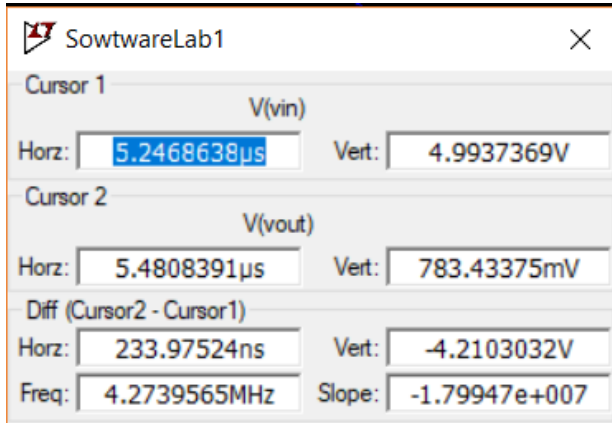 SowtwareLab1
Cursor 1
V(vin)
Horz: 5.2468638µs Vert: 4.9937369V
Cursor 2
V(vout)
Horz: 5.4808391µs Vert: 783.43375mV
Diff (Cursor2 - Cursor1)
Horz: 233.97524ns Vert: -4.2103032V
Freq: 4.2739565MHz Slope: -1.79947e+007